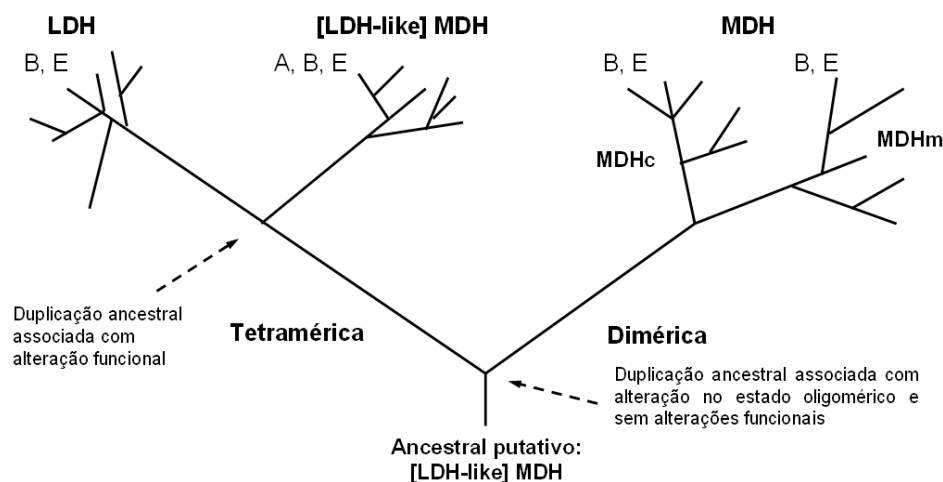 LDH
[LDH-like] MDH
MDH
B, E
A, B, E
B, E
B, E
MDHc
MDHm
Duplicação ancestral
associada com
alteração funcional
Tetramérica
Dimérica
Duplicação ancestral associada com
alteração no estado oligomérico e
sem alterações funcionais
Ancestral putativo:
[LDH-like] MDH